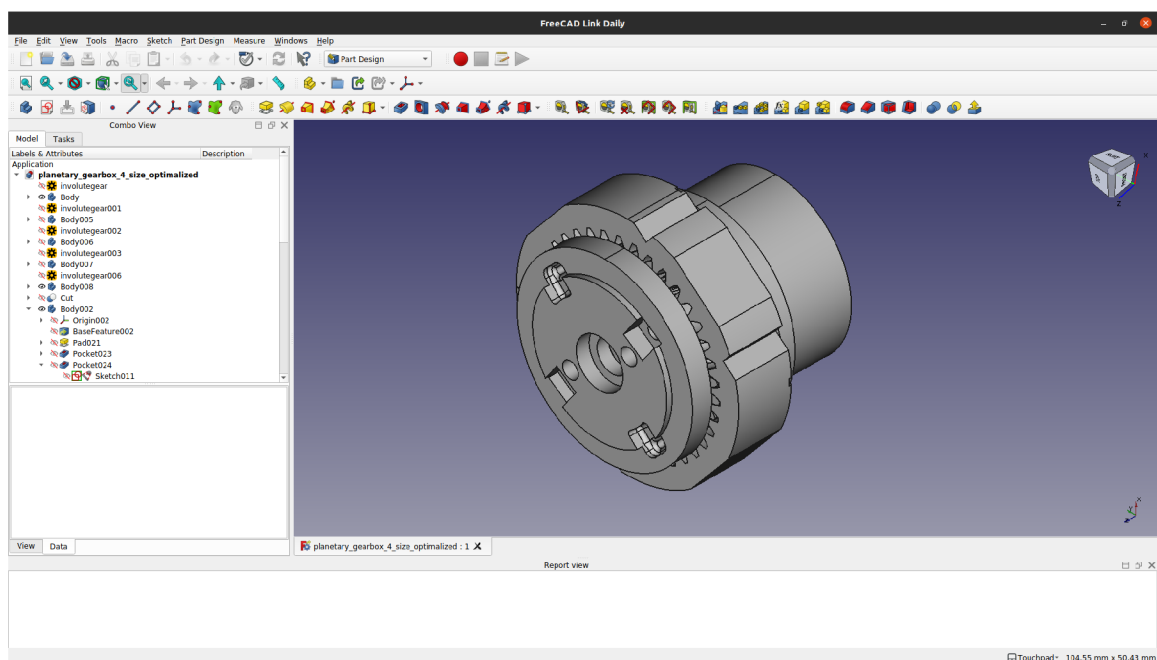 FreeCAD Link Daily
File Edit View Tools Macro Sketch Part Design Measure Windows Help
Part Design
Combo View
Model Tasks
Labels & Attributes Description
Application
planetary_gearbox_4_size_optimalized
involutegear
Body
involutegear001
Body005
involutegear002
Body006
involutegear003
Body007
involutegear006
Body008
Cut
Body002
Origin002
BaseFeature002
Pad021
Pocket023
Pocket024
Sketch011
Z
X
Y
View Data
planetary_gearbox_4_size_optimalized : 1
Report view
Touchpad 104.55 mm x 50.43 mm